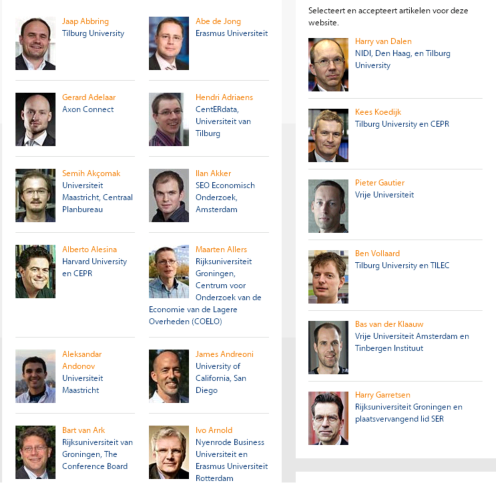 Jaap Abbring
Tilburg University
Abe de Jong
Erasmus Universiteit
Gerard Adelaar
Axon Connect
Hendri Adriaens
CentERdata,
Universiteit van
Tilburg
Semih Akçomak
Universiteit
Maastricht, Centraal
Planbureau
Ilan Akker
SEO Economisch
Onderzoek,
Amsterdam
Alberto Alesina
Harvard University
en CEPR
Maarten Allers
Rijksuniversiteit
Groningen,
Centrum voor
Onderzoek van de
Economie van de Lagere
Overheden (COELO)
Aleksandar
Andonov
Universiteit
Maastricht
James Andreoni
University of
California, San
Diego
Bart van Ark
Rijksuniversiteit van
Groningen, The
Conference Board
Ivo Arnold
Nyenrode Business
Universiteit en
Erasmus Universiteit
Rotterdam
Selecteert en accepteert artikelen voor deze
website.
Harry van Dalen
NIDI, Den Haag, en Tilburg
University
Kees Koedijk
Tilburg University en CEPR
Pieter Gautier
Vrije Universiteit
Ben Vollaard
Tilburg University en TILEC
Bas van der Klaauw
Vrije Universiteit Amsterdam en
Tinbergen Instituut
Harry Garretsen
Rijksuniversiteit Groningen en
plaatsvervangend lid SER